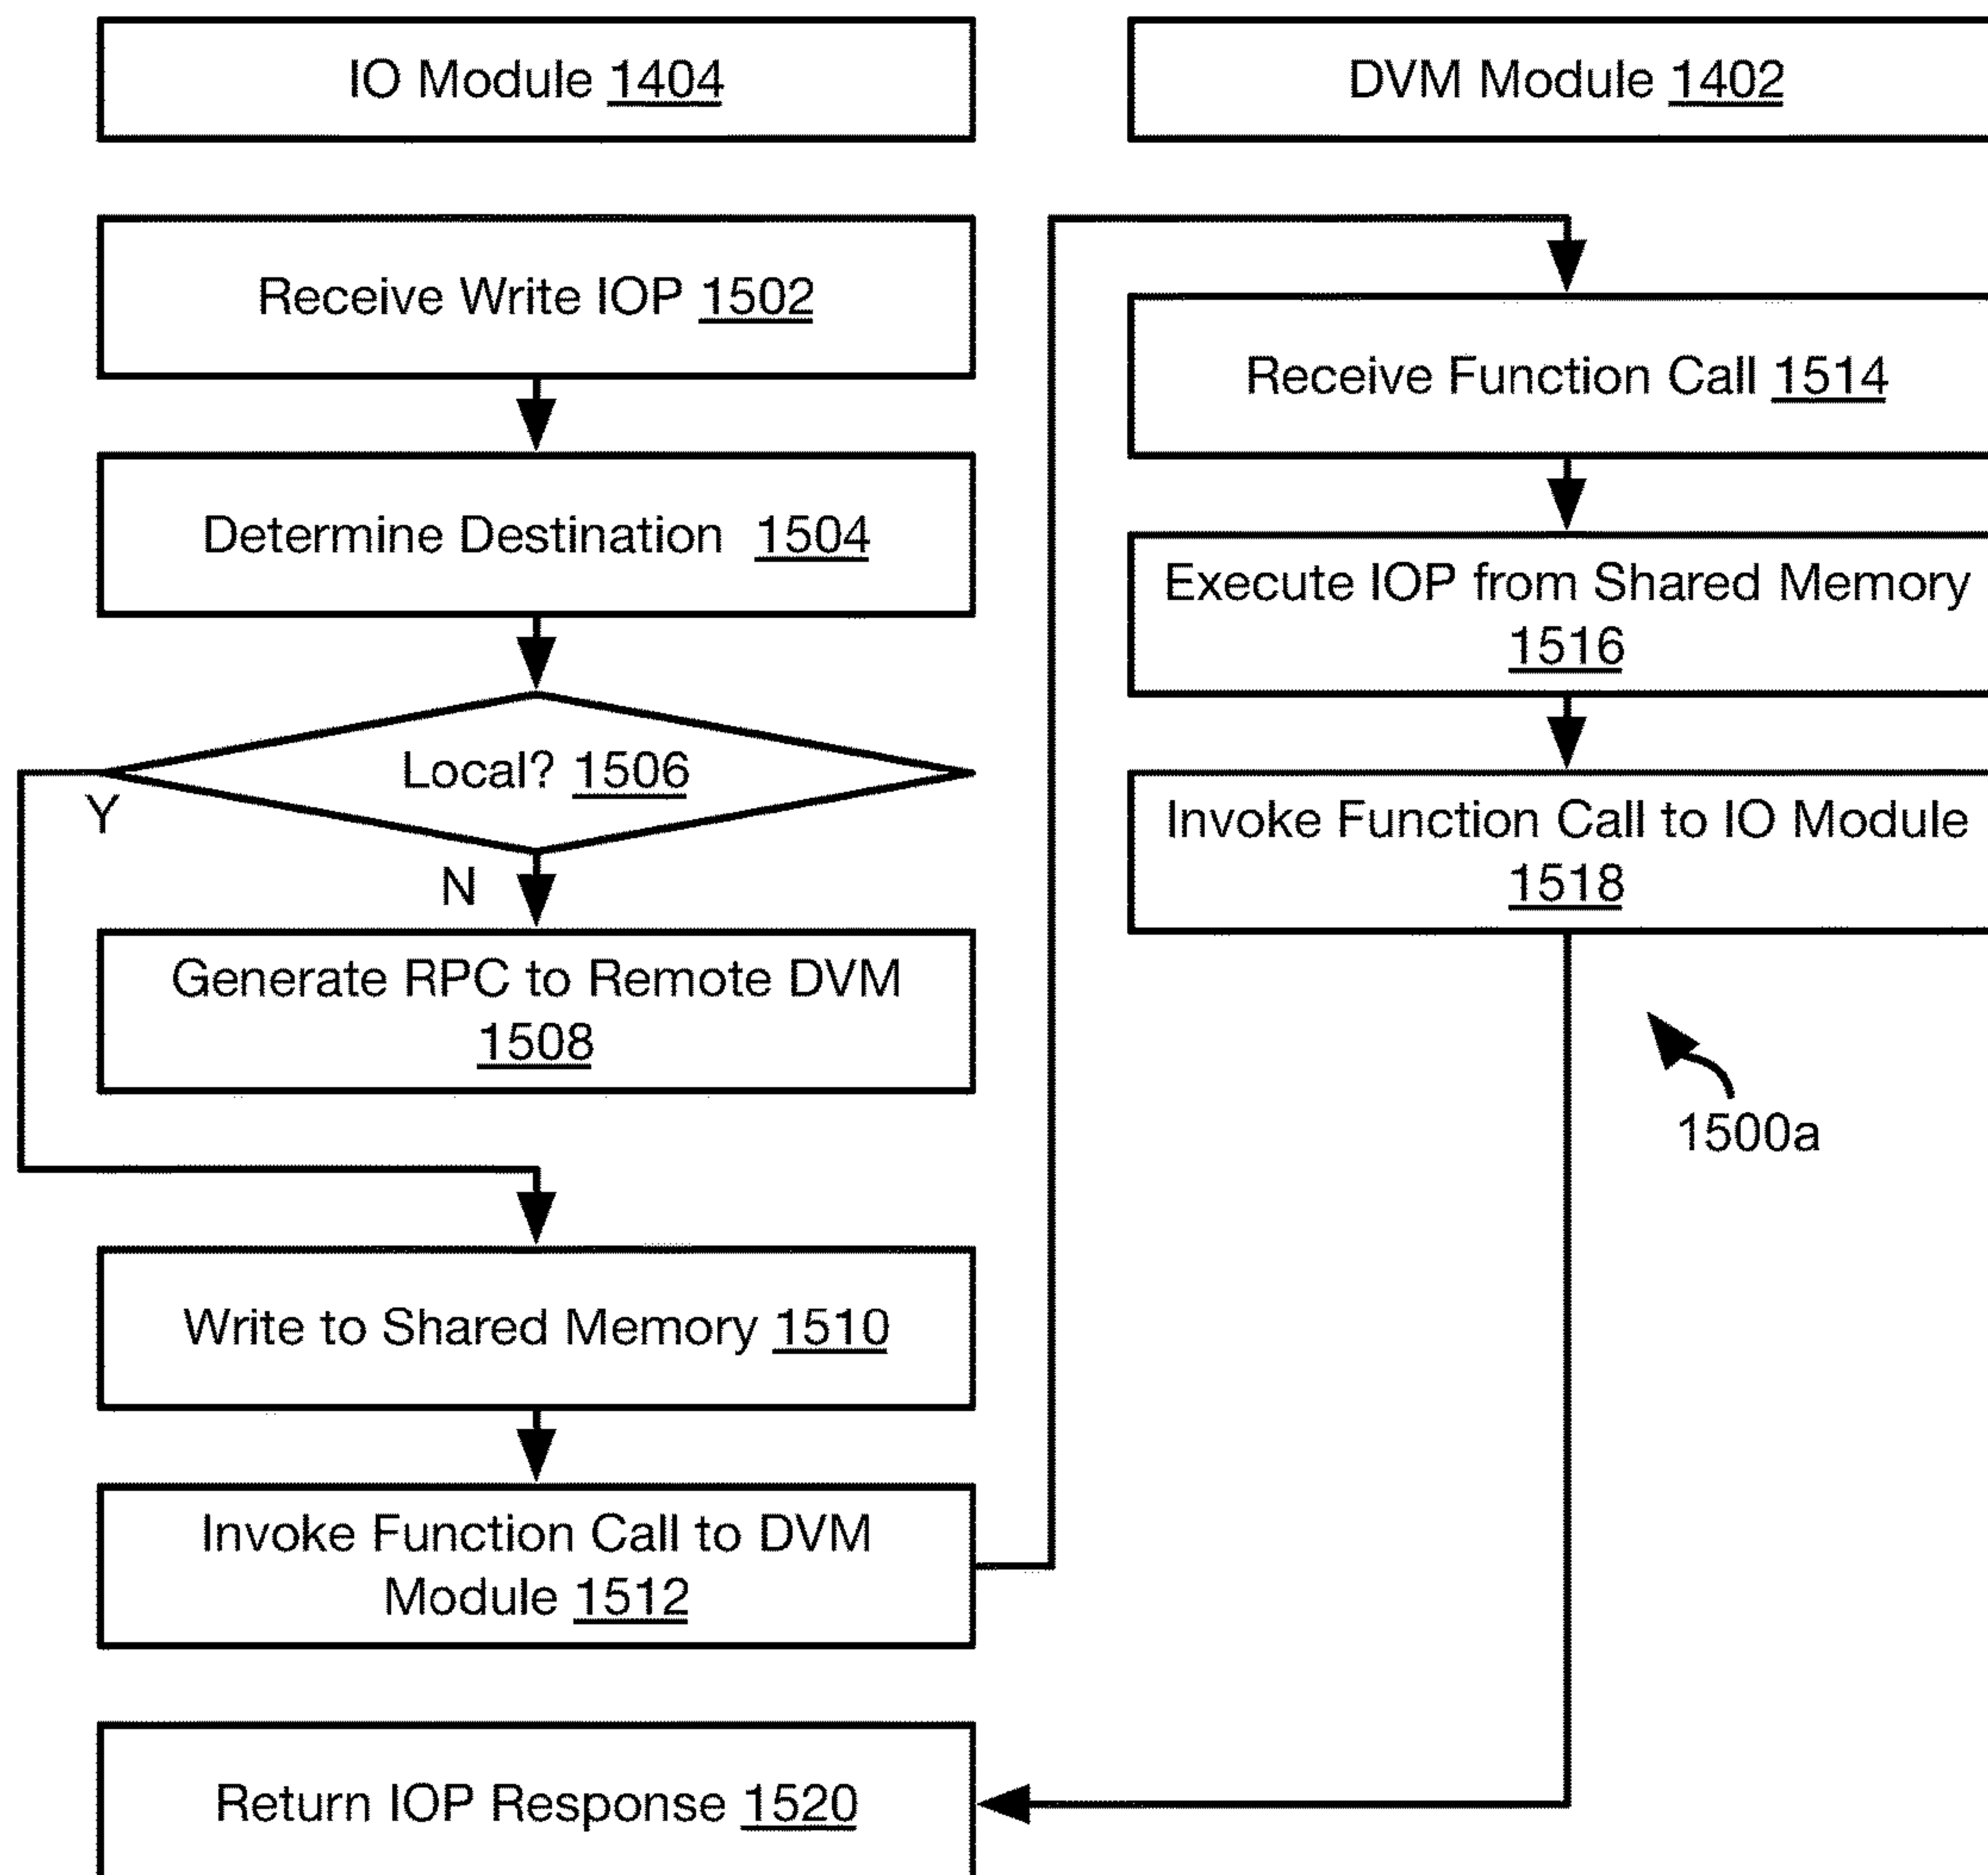 IO Module 1404
DVM Module 1402
Receive Write IOP 1502
Determine Destination 1504
Local? 1506
Y
N
Generate RPC to Remote DVM
1508
Write to Shared Memory 1510
Invoke Function Call to DVM
Module 1512
Receive Function Call 1514
Execute IOP from Shared Memory
1516
Invoke Function Call to IO Module
1518
1500a
Return IOP Response 1520